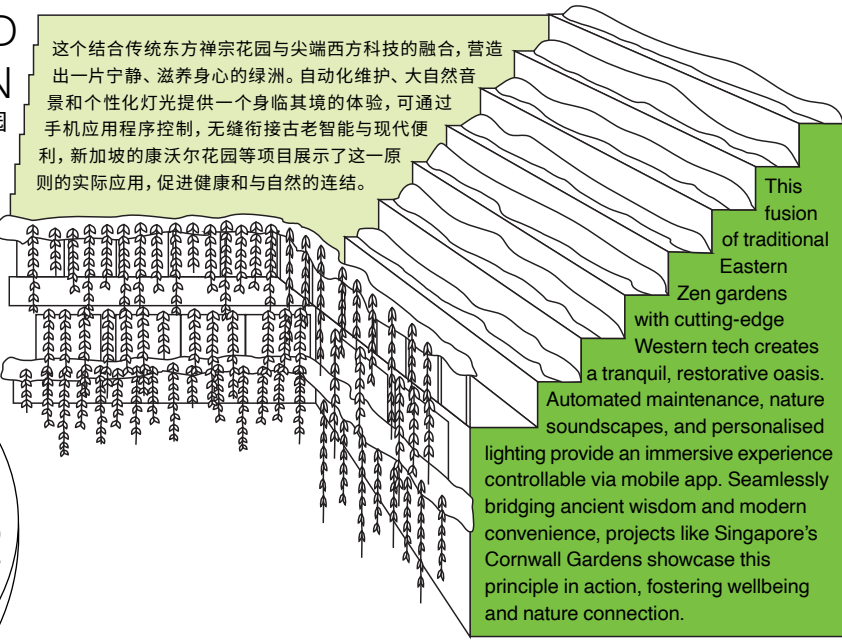 D
N
园
这个结合传统东方禅宗花园与尖端西方科技的融合，营造
出一片宁静、滋养身心的绿洲。自动化维护、大自然音
景和个性化灯光提供一个身临其境的体验，可通过
手机应用程序控制，无缝衔接古老智能与现代便
利，新加坡的康沃尔花园等项目展示了这一原
则的实际应用，促进健康和与自然的连结。
This
fusion
of traditional
Eastern
Zen gardens
with cutting-edge
Western tech creates
a tranquil, restorative oasis.
Automated maintenance, nature
soundscapes, and personalised
lighting provide an immersive experience
controllable via mobile app. Seamlessly
bridging ancient wisdom and modern
convenience, projects like Singapore’s
Cornwall Gardens showcase this
principle in action, fostering wellbeing
and nature connection.